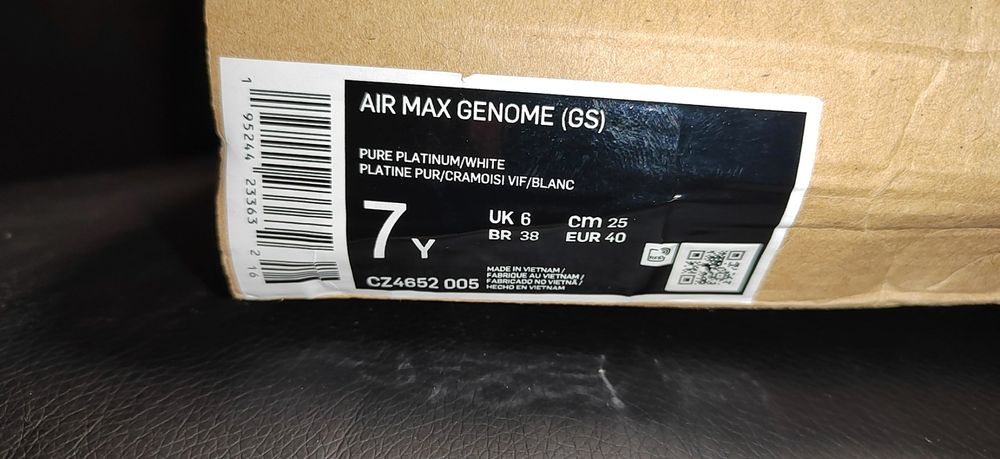 1 95244 23363 2 16
AIR MAX GENOME (GS)
PURE PLATINUM/WHITE
PLATINE PUR/CRAMOISI VIF/BLANC
7Y
UK 6 cm 25
BR 38 EUR 40
CZ4652 005
MADE IN VIETNAM /
FABRIQUE AU VIETNAM /
FABRICADO NO VIETNÃ /
HECHO EN VIETNAM